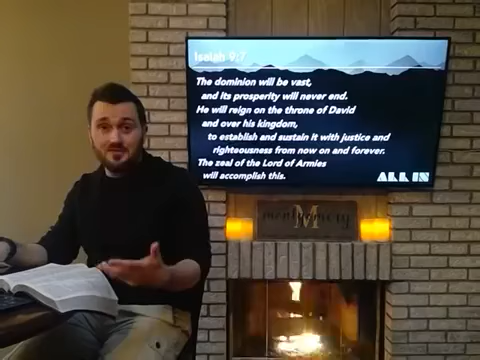 Isaiah 9:7
The dominion will be vast,
and its prosperity will never end.
He will reign on the throne of David
and over his kingdom,
to establish and sustain it with justice and
righteousness from now on and forever.
The zeal of the Lord of Armies
will accomplish this.
ALL IN
M
montgomery